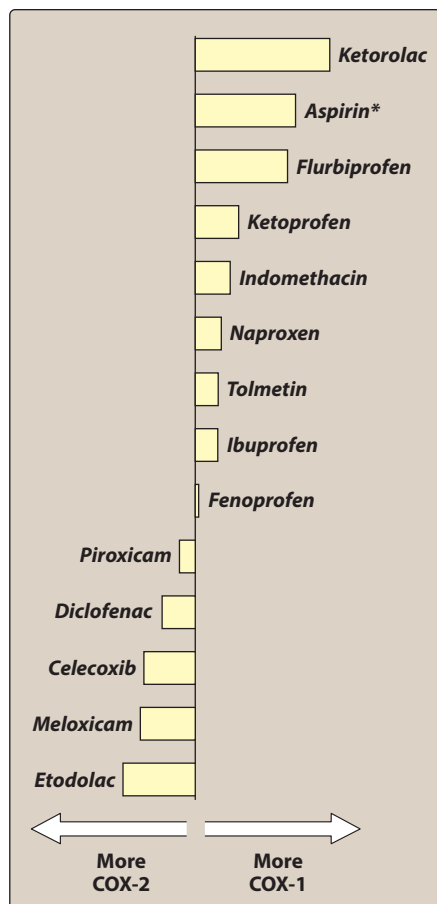 Ketorolac
Aspirin*
Flurbiprofen
Ketoprofen
Indomethacin
Naproxen
Tolmetin
Ibuprofen
Fenoprofen
Piroxicam
Diclofenac
Celecoxib
Meloxicam
Etodolac
More
COX-2
More
COX-1